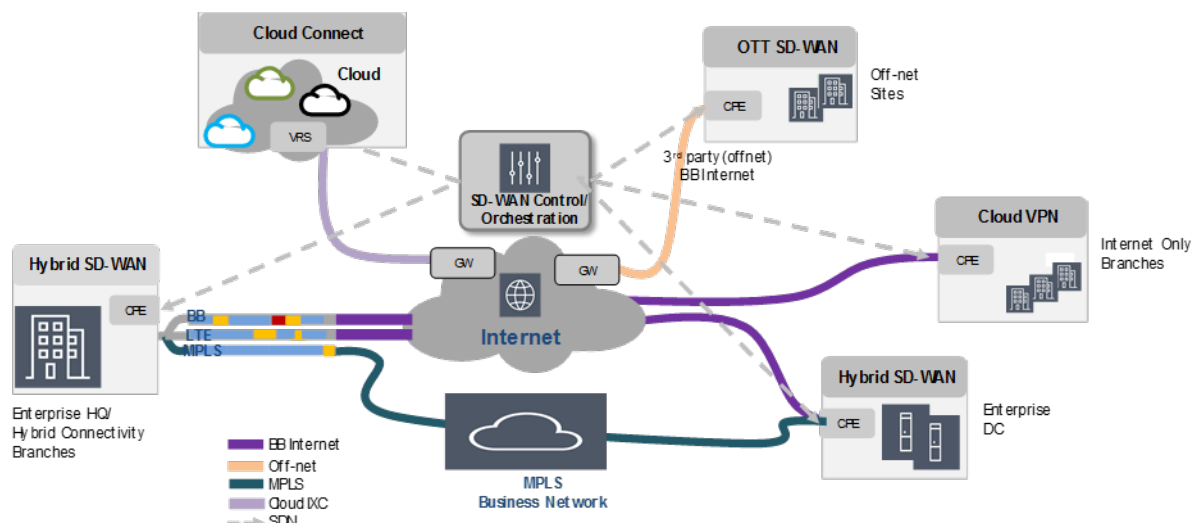 Cloud Connect
Cloud
VRS
OTT SD-WAN
CPE
Off-net
Sites
3rd party (offnet)
BB Internet
SD-WAN Control/
Orchestration
Cloud VPN
CPE
Internet Only
Branches
Hybrid SD-WAN
CPE
GW
GW
Internet
BB
LTE
MPLS
Hybrid SD-WAN
CPE
Enterprise
DC
Enterprise HQ/
Hybrid Connectivity
Branches
BB Internet
Off-net
MPLS
Cloud IXC
SDN
MPLS
Business Network